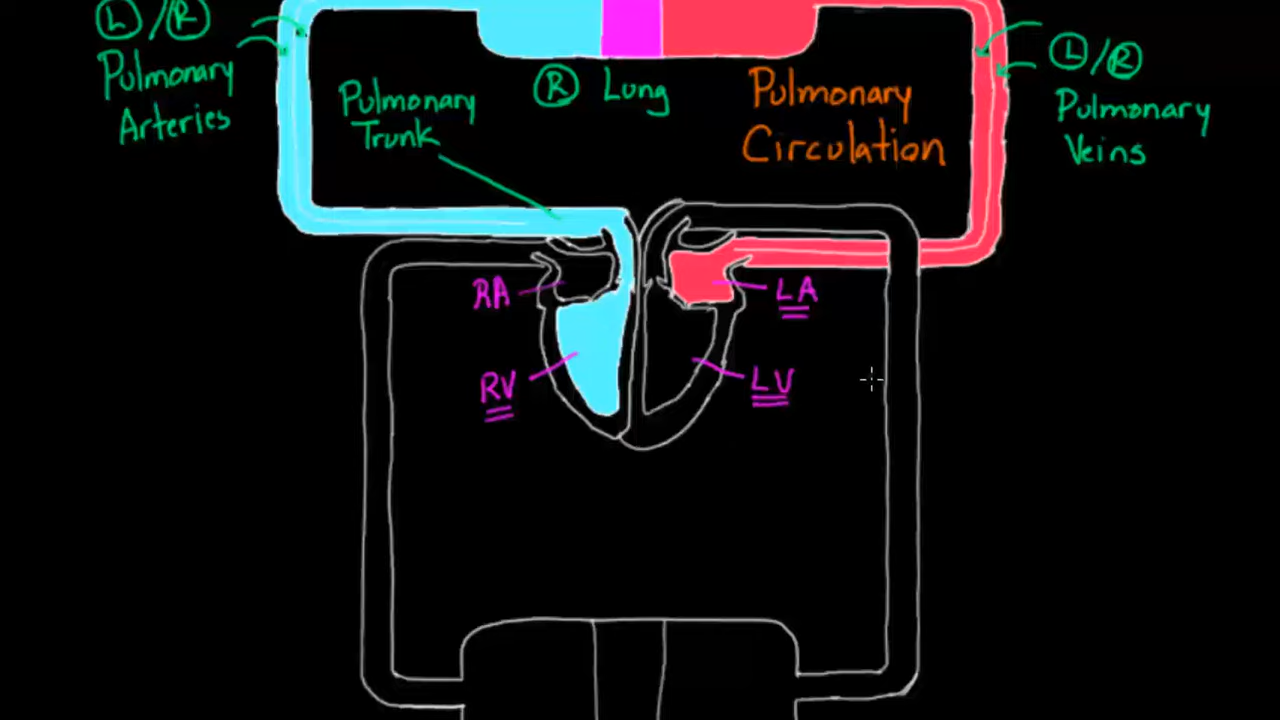 L/R
Pulmonary
Arteries
Pulmonary
Trunk
R Lung
Pulmonary
Circulation
L/R
Pulmonary
Veins
RA
LA
RV
LV